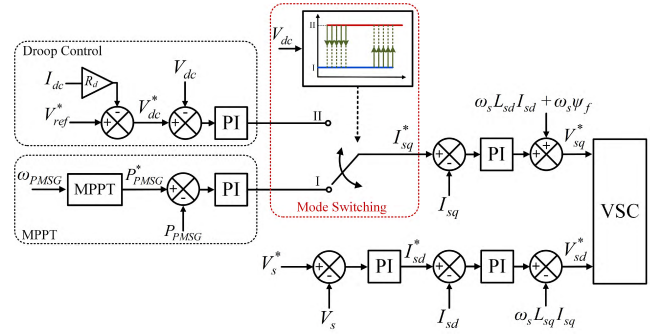 Droop Control
I_dc
R_d
V_dc
V*_ref
V*_dc
PI
II
V_dc
II
I
Mode Switching
ω_PMSG
MPPT
P*_PMSG
P_PMSG
PI
I
MPPT
I*_sq
I_sq
PI
ω_s L_sd I_sd + ω_s ψ_f
V*_sq
VSC
V_s*
V_s
PI
I*_sd
I_sd
PI
V*_sd
ω_s L_sq I_sq